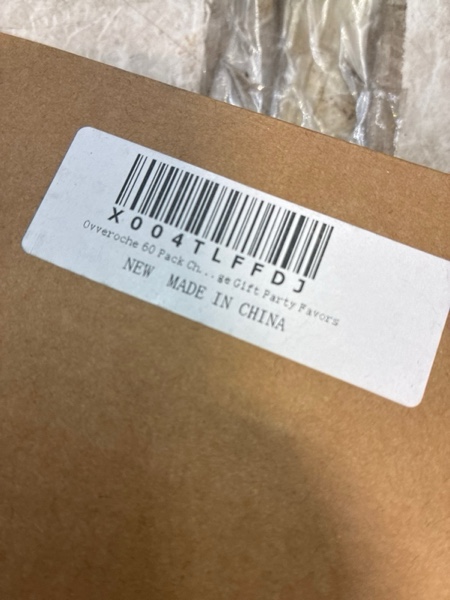 X004TLFFDJ
Ovveroche 60 Pack Ch...ge Gift Party Favors
NEW MADE IN CHINA